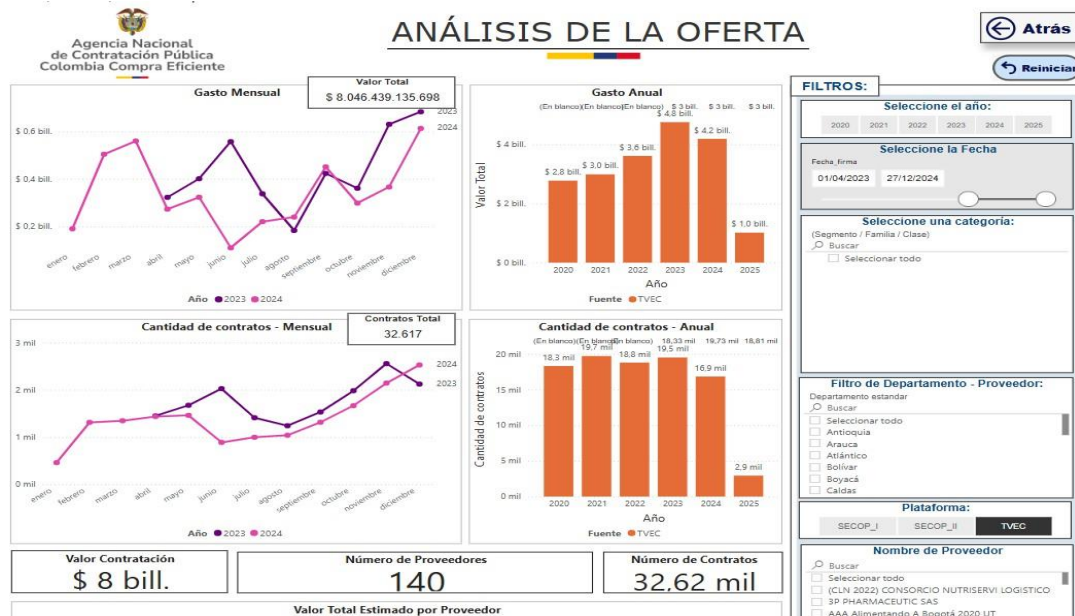 Agencia Nacional
de Contratación Pública
Colombia Compra Eficiente
ANÁLISIS DE LA OFERTA
Atrás
Reiniciar
Gasto Mensual
Valor Total
$ 8.046.439.135.698
2023
2024
$ 0,6 bill.
$ 0,4 bill.
$ 0,2 bill.
enero
febrero
marzo
abril
mayo
junio
julio
agosto
septiembre
octubre
noviembre
diciembre
Año 2023 2024
Gasto Anual
(En blanco) (En blanco) (En blanco) $ 3 bill. $ 3 bill. $ 3 bill.
Valor Total
$ 4 bill.
$ 2 bill.
$ 0 bill.
$ 2,8 bill.
$ 3,0 bill.
$ 3,6 bill.
$ 4,8 bill.
$ 4,2 bill.
$ 1,0 bill.
2020 2021 2022 2023 2024 2025
Año
Fuente TVEC
Cantidad de contratos - Mensual
Contratos Total
32.617
3 mil
2 mil
1 mil
0 mil
2024
2023
enero
febrero
marzo
abril
mayo
junio
julio
agosto
septiembre
octubre
noviembre
diciembre
Año 2023 2024
Cantidad de contratos - Anual
(En blanco) (En blanco) (En blanco) 18,33 mil 19,73 mil 18,81 mil
Cantidad de contratos
20 mil
15 mil
10 mil
5 mil
0 mil
18,3 mil
19,7 mil
18,8 mil
19,5 mil
16,9 mil
2,9 mil
2020 2021 2022 2023 2024 2025
Año
Fuente TVEC
Valor Contratación
$ 8 bill.
Número de Proveedores
140
Número de Contratos
32,62 mil
Valor Total Estimado por Proveedor
FILTROS:
Seleccione el año:
2020 2021 2022 2023 2024 2025
Seleccione la Fecha
Fecha_firma
01/04/2023 27/12/2024
Seleccione una categoría:
(Segmento / Familia / Clase)
Buscar
Seleccionar todo
Filtro de Departamento - Proveedor:
Departamento estandar
Buscar
Seleccionar todo
Antioquia
Arauca
Atlántico
Bolívar
Boyacá
Caldas
Plataforma:
SECOP_I SECOP_II TVEC
Nombre de Proveedor
Buscar
Seleccionar todo
(CLN 2022) CONSORCIO NUTRISERVI LOGISTICO
3P PHARMACEUTIC SAS
AAA Alimentando A Bogotá 2020 UT